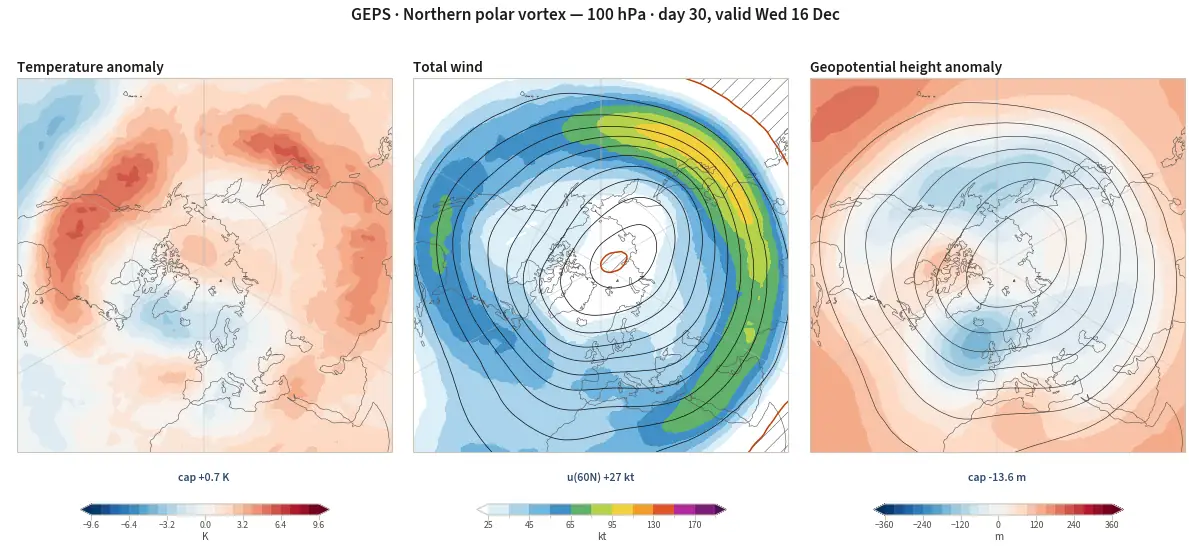 GEPS · Northern polar vortex — 100 hPa · day 30, valid Wed 16 Dec
Temperature anomaly
Total wind
Geopotential height anomaly
cap +0.7 K
u(60N) +27 kt
cap -13.6 m
−9.6 −6.4 −3.2 0.0 3.2 6.4 9.6
K
25 45 65 95 130 170
kt
−360 −240 −120 0 120 240 360
m